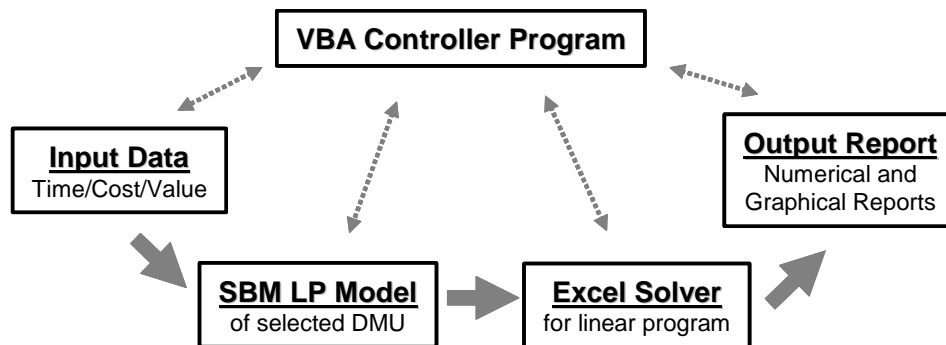 VBA Controller Program
Input Data
Time/Cost/Value
Output Report
Numerical and
Graphical Reports
SBM LP Model
of selected DMU
Excel Solver
for linear program